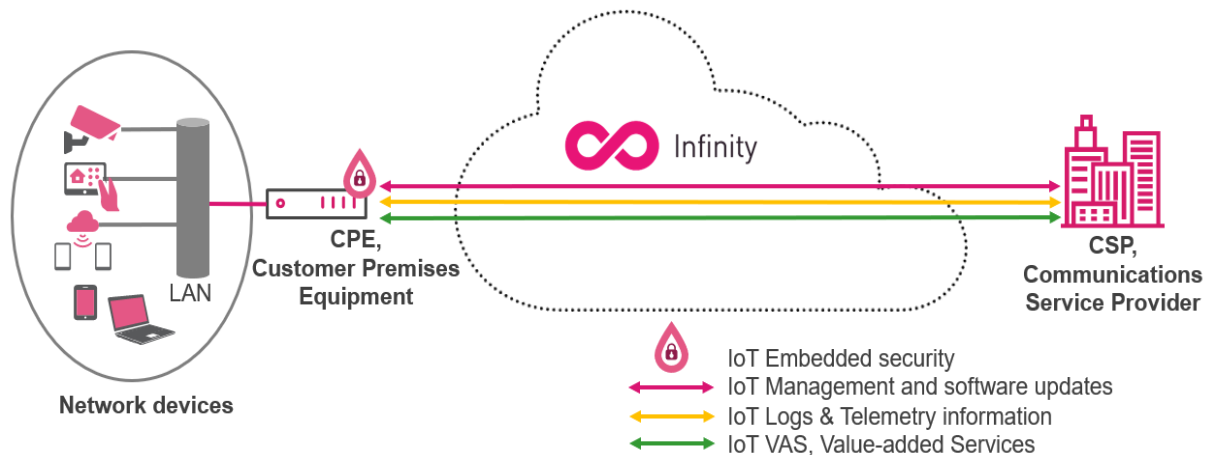 Infinity
LAN
CPE,
Customer Premises
Equipment
CSP,
Communications
Service Provider
Network devices
IoT Embedded security
IoT Management and software updates
IoT Logs & Telemetry information
IoT VAS, Value-added Services